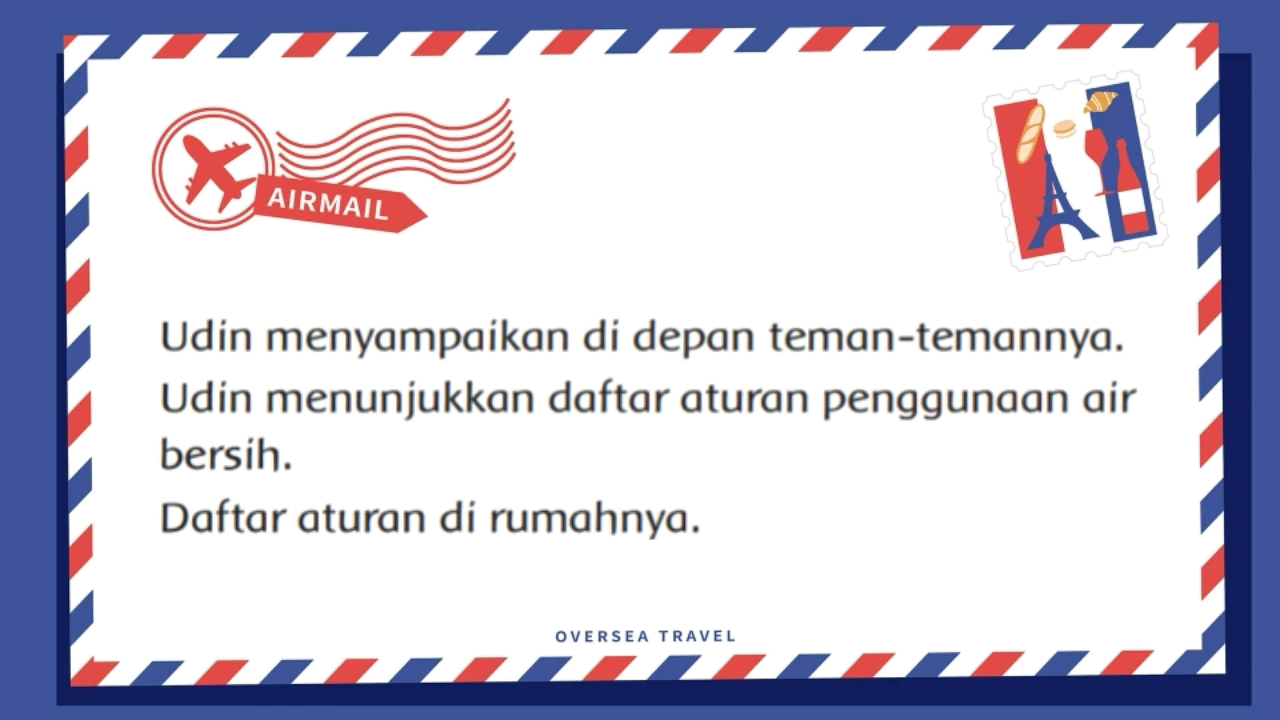 AIRMAIL
Udin menyampaikan di depan teman-temannya.
Udin menunjukkan daftar aturan penggunaan air
bersih.
Daftar aturan di rumahnya.
OVERSEA TRAVEL